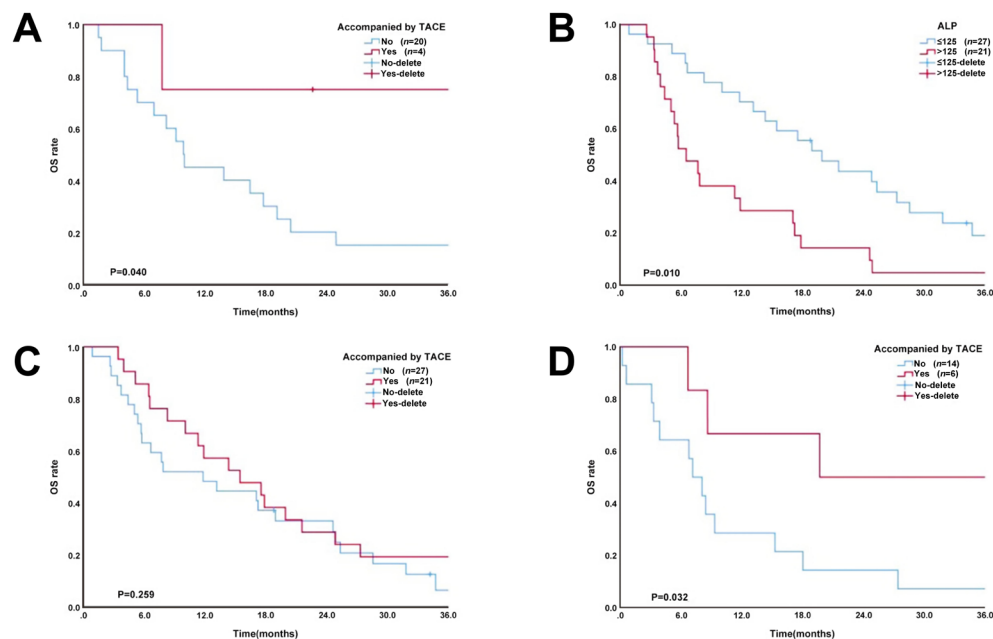 A
Accompanied by TACE
No (n=20)
Yes (n=4)
No-delete
Yes-delete
OS rate
1.0
0.8
0.6
0.4
0.2
0.0
P=0.040
.0 6.0 12.0 18.0 24.0 30.0 36.0
Time(months)
B
ALP
≤125 (n=27)
>125 (n=21)
≤125-delete
>125-delete
OS rate
1.0
0.8
0.6
0.4
0.2
0.0
P=0.010
.0 6.0 12.0 18.0 24.0 30.0 36.0
Time(months)
C
Accompanied by TACE
No (n=27)
Yes (n=21)
No-delete
Yes-delete
OS rate
1.0
0.8
0.6
0.4
0.2
0.0
P=0.259
.0 6.0 12.0 18.0 24.0 30.0 36.0
Time(months)
D
Accompanied by TACE
No (n=14)
Yes (n=6)
No-delete
Yes-delete
OS rate
1.0
0.8
0.6
0.4
0.2
0.0
P=0.032
.0 6.0 12.0 18.0 24.0 30.0 36.0
Time(months)